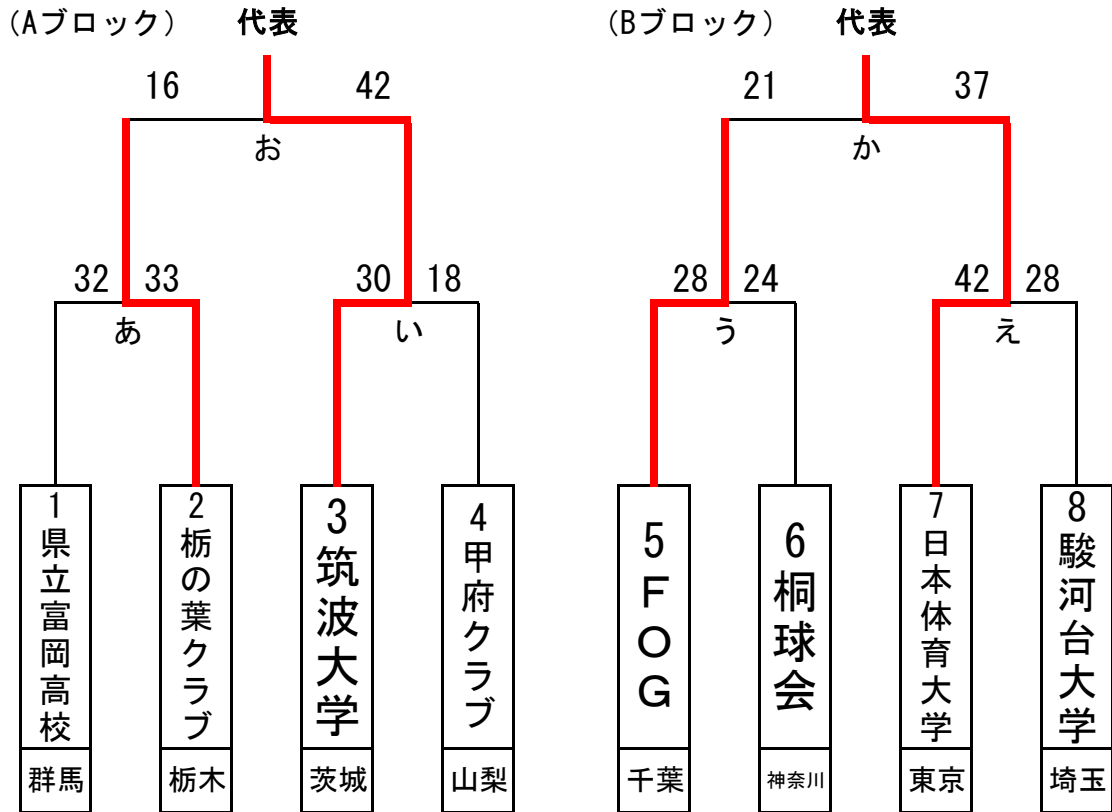 (Aブロック) 代表 (Bブロック) 代表
16 42 21 37
お か
32 33 30 18 28 24 42 28
あ い う え
1県立富岡高校
群馬
2栃の葉クラブ
栃木
3筑波大学
茨城
4甲府クラブ
山梨
5FOG
千葉
6桐球会
神奈川
7日本体育大学
東京
8駿河台大学
埼玉